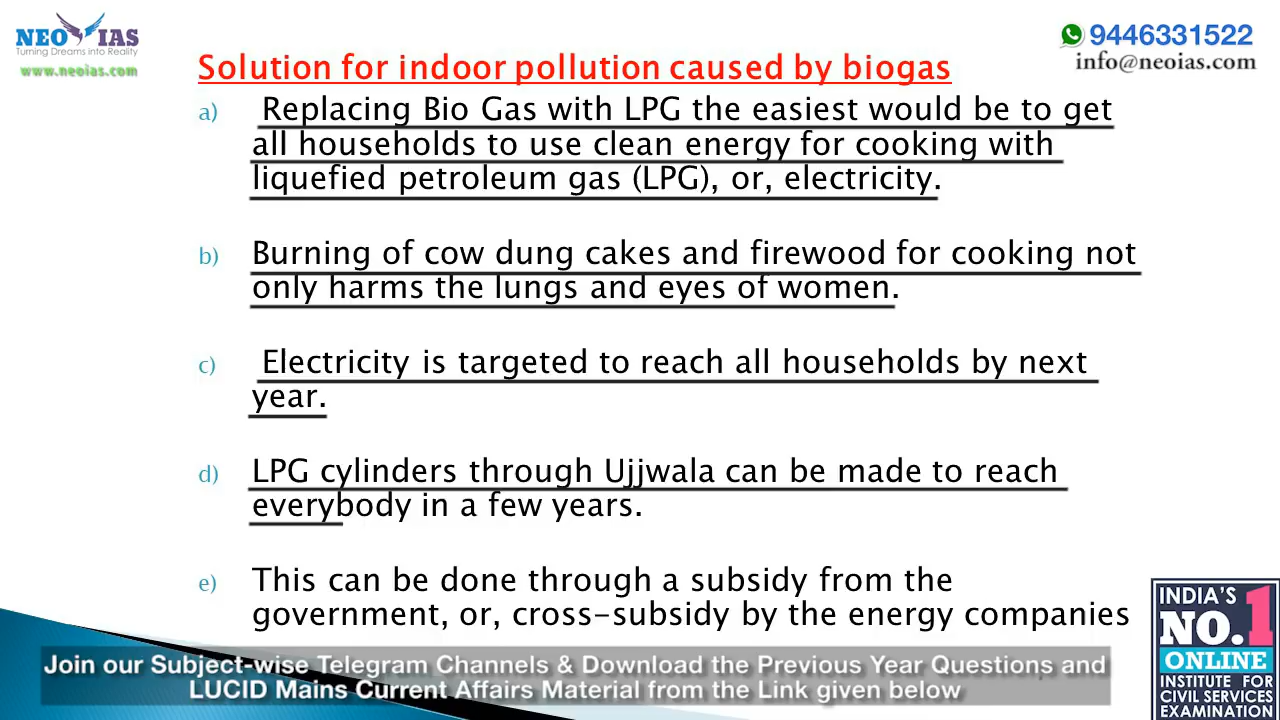 NEO IAS
Turning Dreams into Reality
www.neoias.com
9446331522
info@neoias.com
Solution for indoor pollution caused by biogas
a) Replacing Bio Gas with LPG the easiest would be to get
all households to use clean energy for cooking with
liquefied petroleum gas (LPG), or, electricity.
b) Burning of cow dung cakes and firewood for cooking not
only harms the lungs and eyes of women.
c) Electricity is targeted to reach all households by next
year.
d) LPG cylinders through Ujjwala can be made to reach
everybody in a few years.
e) This can be done through a subsidy from the
government, or, cross-subsidy by the energy companies
INDIA'S
NO.1
ONLINE
INSTITUTE FOR
CIVIL SERVICES
EXAMINATION
Join our Subject-wise Telegram Channels & Download the Previous Year Questions and
LUCID Mains Current Affairs Material from the Link given below